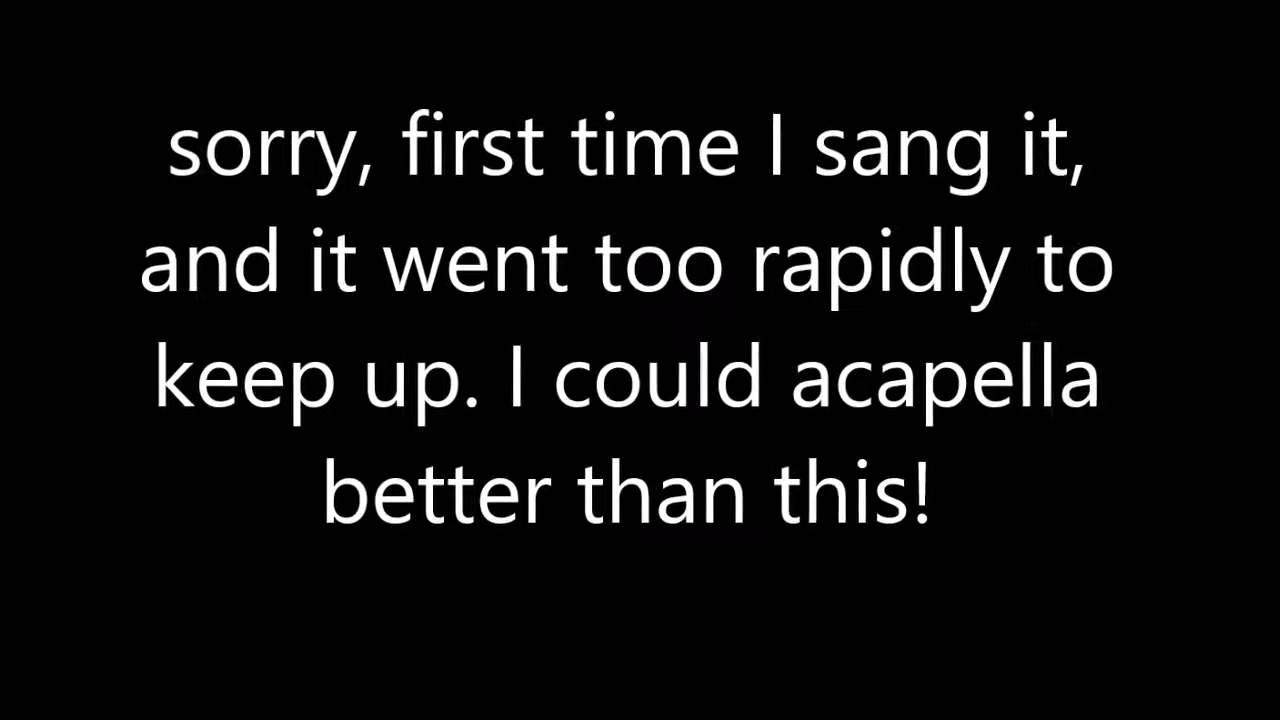 sorry, first time I sang it,
and it went too rapidly to
keep up. I could acapella
better than this!